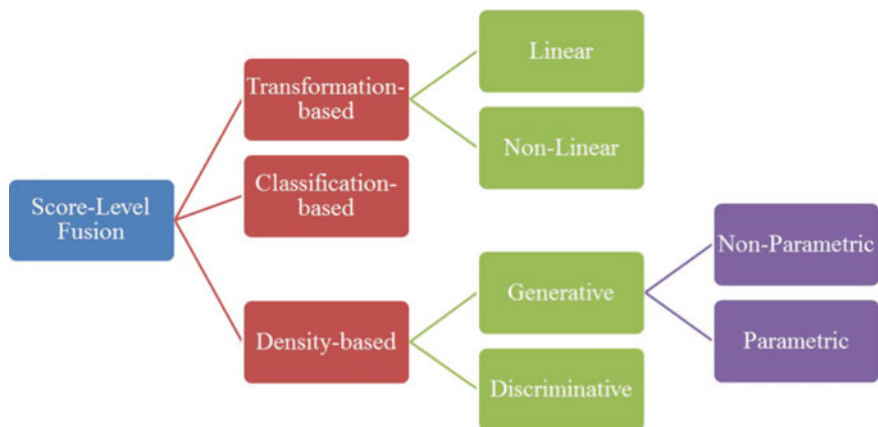 Score-Level
Fusion
Transformation-
based
Classification-
based
Density-based
Linear
Non-Linear
Generative
Discriminative
Non-Parametric
Parametric